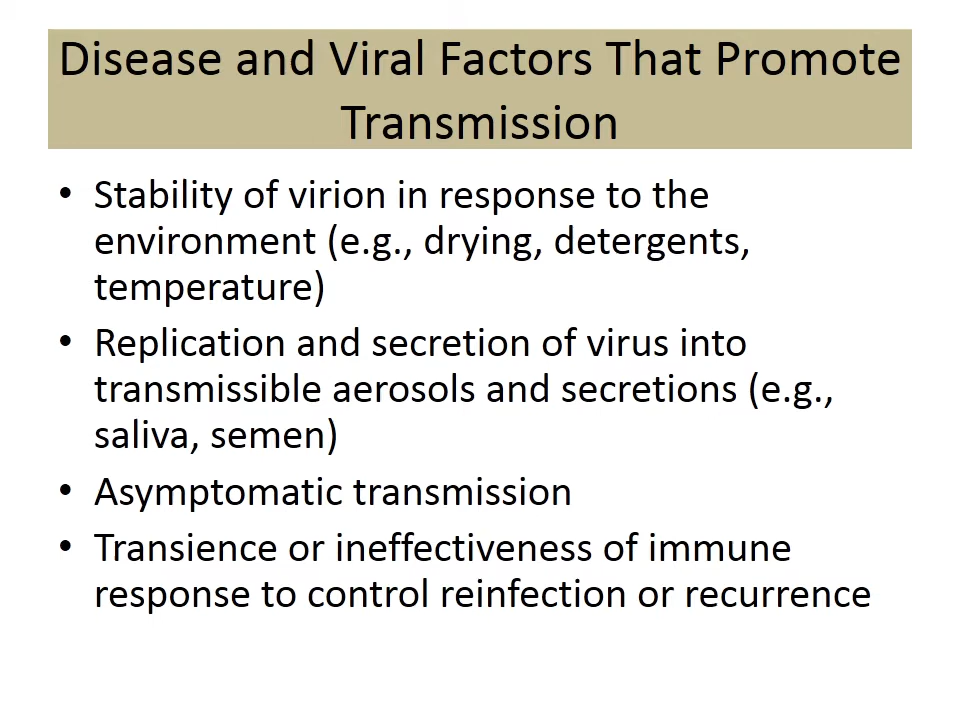 Disease and Viral Factors That Promote
Transmission
• Stability of virion in response to the
environment (e.g., drying, detergents,
temperature)
• Replication and secretion of virus into
transmissible aerosols and secretions (e.g.,
saliva, semen)
• Asymptomatic transmission
• Transience or ineffectiveness of immune
response to control reinfection or recurrence